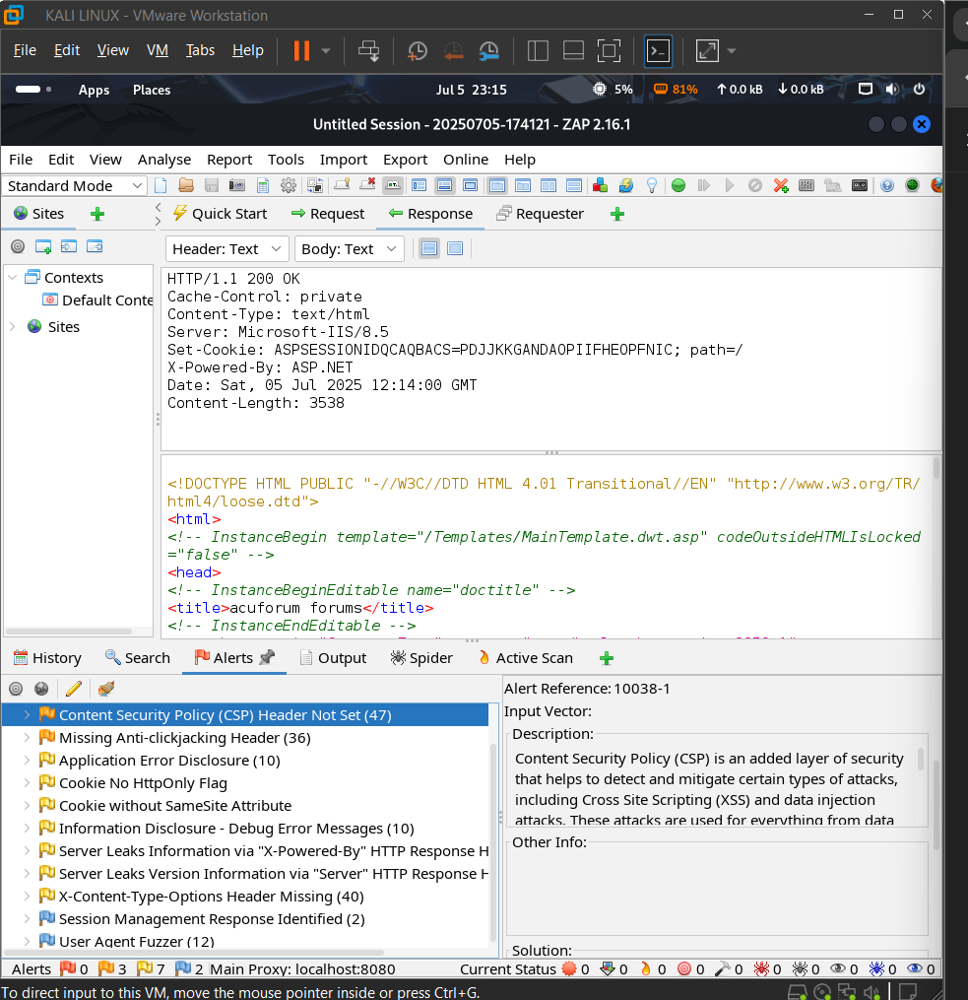 KALI LINUX - VMware Workstation
File Edit View VM Tabs Help
Apps Places Jul 5 23:15 5% 81% 0.0 kB 0.0 kB
Untitled Session - 20250705-174121 - ZAP 2.16.1
File Edit View Analyse Report Tools Import Export Online Help
Standard Mode
Sites Quick Start Request Response Requester
Header: Text Body: Text
Contexts
Default Conte
Sites
HTTP/1.1 200 OK
Cache-Control: private
Content-Type: text/html
Server: Microsoft-IIS/8.5
Set-Cookie: ASPSESSIONIDQCAQBACS=PDJJKKGANDAOPIIFHEOPFNIC; path=/
X-Powered-By: ASP.NET
Date: Sat, 05 Jul 2025 12:14:00 GMT
Content-Length: 3538
<!DOCTYPE HTML PUBLIC "-//W3C//DTD HTML 4.01 Transitional//EN" "http://www.w3.org/TR/
html4/loose.dtd">
<html>
<!-- InstanceBegin template="/Templates/MainTemplate.dwt.asp" codeOutsideHTMLIsLocked
="false" -->
<head>
<!-- InstanceBeginEditable name="doctitle" -->
<title>acuforum forums</title>
<!-- InstanceEndEditable -->
History Search Alerts Output Spider Active Scan
Content Security Policy (CSP) Header Not Set (47)
Missing Anti-clickjacking Header (36)
Application Error Disclosure (10)
Cookie No HttpOnly Flag
Cookie without SameSite Attribute
Information Disclosure - Debug Error Messages (10)
Server Leaks Information via "X-Powered-By" HTTP Response H
Server Leaks Version Information via "Server" HTTP Response H
X-Content-Type-Options Header Missing (40)
Session Management Response Identified (2)
User Agent Fuzzer (12)
Alert Reference: 10038-1
Input Vector:
Description:
Content Security Policy (CSP) is an added layer of security
that helps to detect and mitigate certain types of attacks,
including Cross Site Scripting (XSS) and data injection
attacks. These attacks are used for everything from data
Other Info:
Solution:
Alerts 0 3 7 2 Main Proxy: localhost:8080 Current Status 0 0 0 0 0 0 0 0 0 0
To direct input to this VM, move the mouse pointer inside or press Ctrl+G.